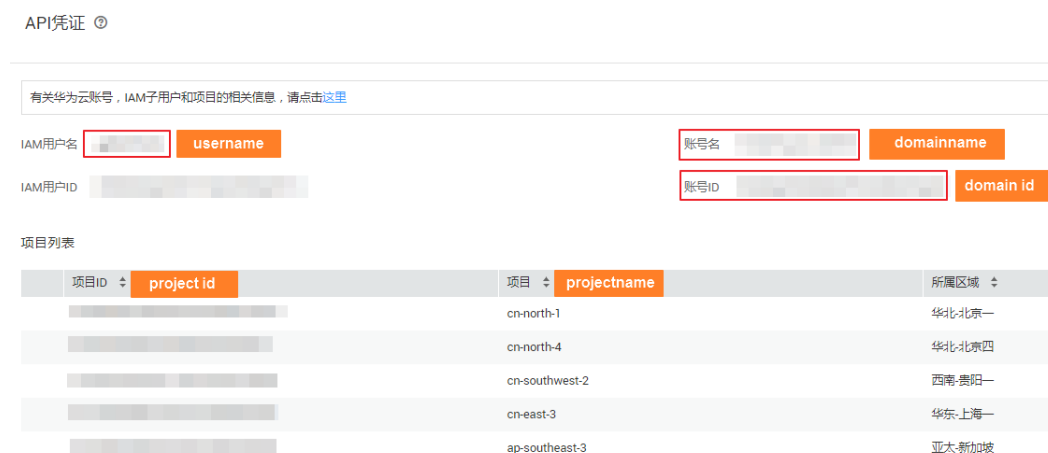 API凭证 ?
有关华为云账号，IAM子用户和项目的相关信息，请点击这里
IAM用户名 username 账号名 domainname
IAM用户ID 账号ID domain id
项目列表
项目ID project id 项目 projectname 所属区域
cn-north-1 华北-北京一
cn-north-4 华北-北京四
cn-southwest-2 西南-贵阳一
cn-east-3 华东-上海一
ap-southeast-3 亚太-新加坡